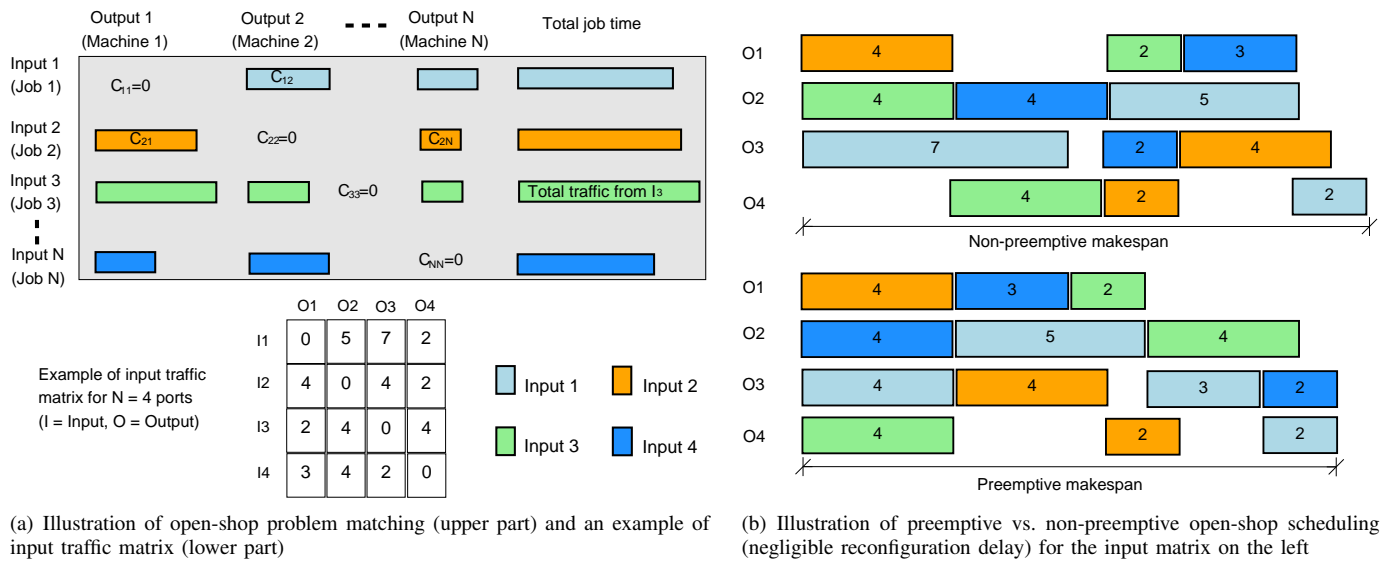 Output 1 Output 2 Output N Total job time
(Machine 1) (Machine 2) (Machine N)
Input 1
(Job 1)
C11=0 C12
Input 2
(Job 2)
C21 C22=0 C2N
Input 3
(Job 3)
C33=0 Total traffic from I3
Input N
(Job N)
CNN=0
O1 O2 O3 O4
I1 0 5 7 2
I2 4 0 4 2
I3 2 4 0 4
I4 3 4 2 0
Example of input traffic
matrix for N = 4 ports
(I = Input, O = Output)
Input 1 Input 2
Input 3 Input 4
(a) Illustration of open-shop problem matching (upper part) and an example of
input traffic matrix (lower part)
O1 4 2 3
O2 4 4 5
O3 7 2 4
O4 4 2 2
Non-preemptive makespan
O1 4 3 2
O2 4 5 4
O3 4 4 3 2
O4 4 2 2
Preemptive makespan
(b) Illustration of preemptive vs. non-preemptive open-shop scheduling
(negligible reconfiguration delay) for the input matrix on the left